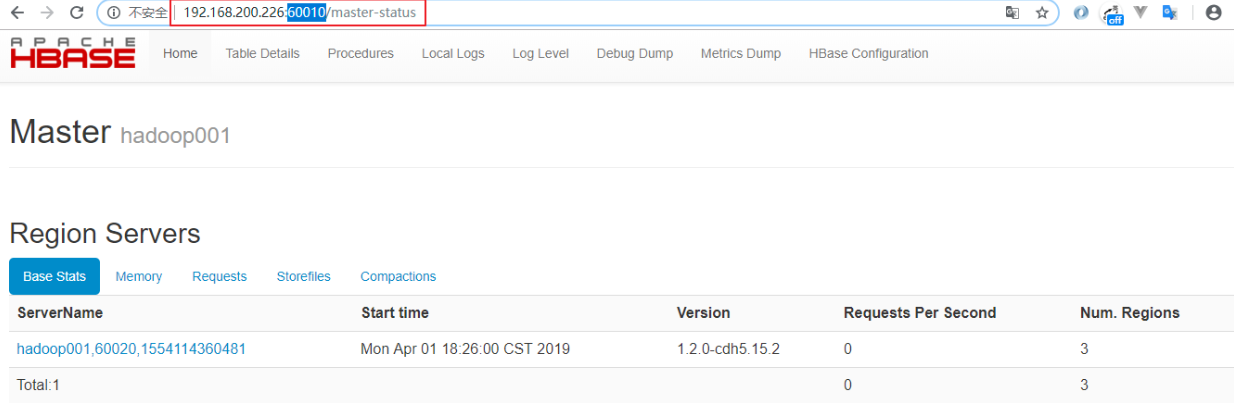 不安全 192.168.200.226:60010/master-status
off
APACHE
HBASE Home Table Details Procedures Local Logs Log Level Debug Dump Metrics Dump HBase Configuration
Master hadoop001
Region Servers
Base Stats Memory Requests Storefiles Compactions
ServerName Start time Version Requests Per Second Num. Regions
hadoop001,60020,1554114360481 Mon Apr 01 18:26:00 CST 2019 1.2.0-cdh5.15.2 0 3
Total:1 0 3